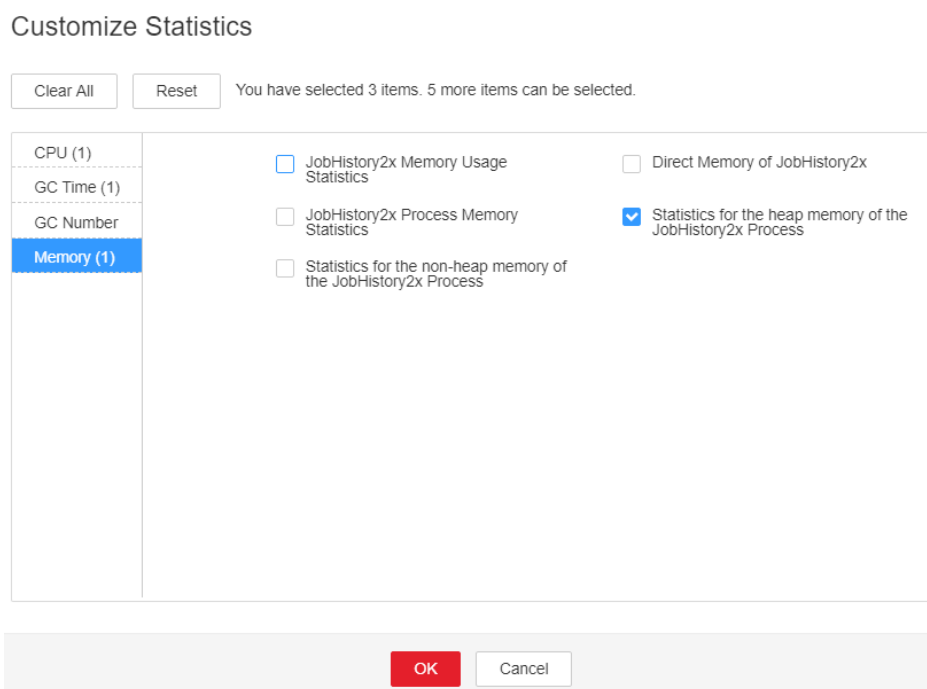 Customize Statistics
Clear All
Reset
You have selected 3 items. 5 more items can be selected.
CPU (1)
GC Time (1)
GC Number
Memory (1)
JobHistory2x Memory Usage
Statistics
Direct Memory of JobHistory2x
JobHistory2x Process Memory
Statistics
Statistics for the heap memory of the
JobHistory2x Process
Statistics for the non-heap memory of
the JobHistory2x Process
OK
Cancel